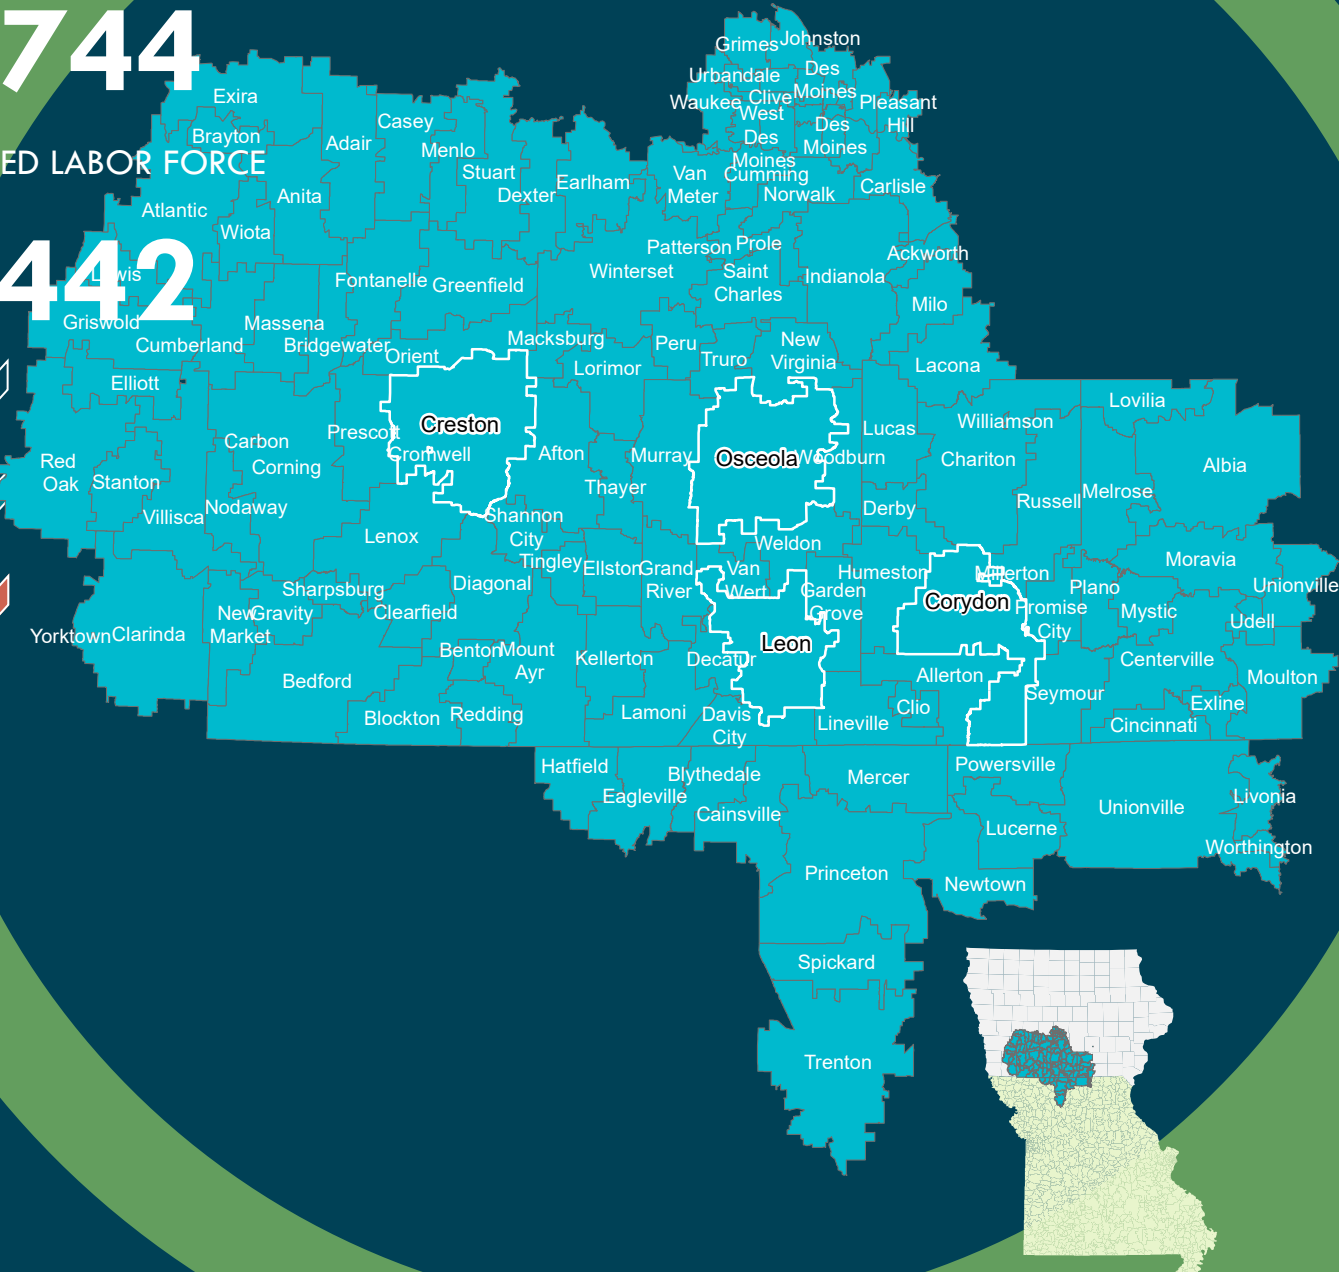 744
ED LABOR FORCE
442
Grimes
Johnston
Urbandale
Des
Moines
Waukee
Clive
West
Des
Moines
Pleasant
Hill
Des
Moines
Cumming
Norwalk
Carlisle
Exira
Brayton
Adair
Casey
Menlo
Stuart
Dexter
Earlham
Van
Meter
Anita
Atlantic
Wiota
Lewis
Griswold
Cumberland
Massena
Bridgewater
Fontanelle
Greenfield
Orient
Macksburg
Winterset
Patterson
Prole
Saint
Charles
Indianola
Ackworth
Milo
Lacona
Peru
Truro
New
Virginia
Lorimor
Elliott
Red
Oak
Stanton
Villisca
Nodaway
Carbon
Corning
Prescott
Creston
Cromwell
Afton
Murray
Thayer
Osceola
Woodburn
Lucas
Williamson
Chariton
Derby
Russell
Lovilia
Melrose
Albia
Lenox
Shannon
City
Tingley
Ellston
Grand
River
Weldon
Van
Wert
Garden
Grove
Humeston
Millerton
Corydon
Promise
City
Plano
Moravia
Mystic
Unionville
Udell
Centerville
Moulton
Exline
Cincinnati
Seymour
Allerton
Clio
Lineville
Leon
Decatur
Davis
City
Lamoni
Kellerton
Mount
Ayr
Benton
Diagonal
Clearfield
Sharpsburg
Gravity
New
Market
Yorktown
Clarinda
Bedford
Blockton
Redding
Hatfield
Eagleville
Blythedale
Cainsville
Mercer
Powersville
Lucerne
Unionville
Livonia
Worthington
Newtown
Princeton
Spickard
Trenton